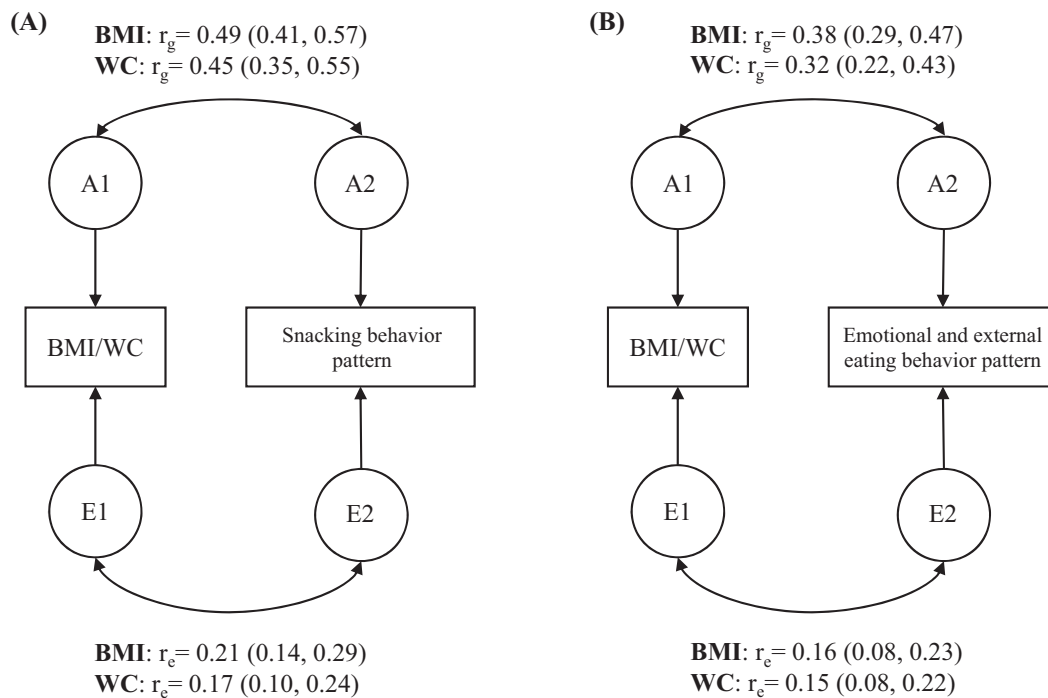 (A)
BMI: rg= 0.49 (0.41, 0.57)
WC: rg= 0.45 (0.35, 0.55)
A1
A2
BMI/WC
Snacking behavior
pattern
E1
E2
BMI: re= 0.21 (0.14, 0.29)
WC: re= 0.17 (0.10, 0.24)
(B)
BMI: rg= 0.38 (0.29, 0.47)
WC: rg= 0.32 (0.22, 0.43)
A1
A2
BMI/WC
Emotional and external
eating behavior pattern
E1
E2
BMI: re= 0.16 (0.08, 0.23)
WC: re= 0.15 (0.08, 0.22)